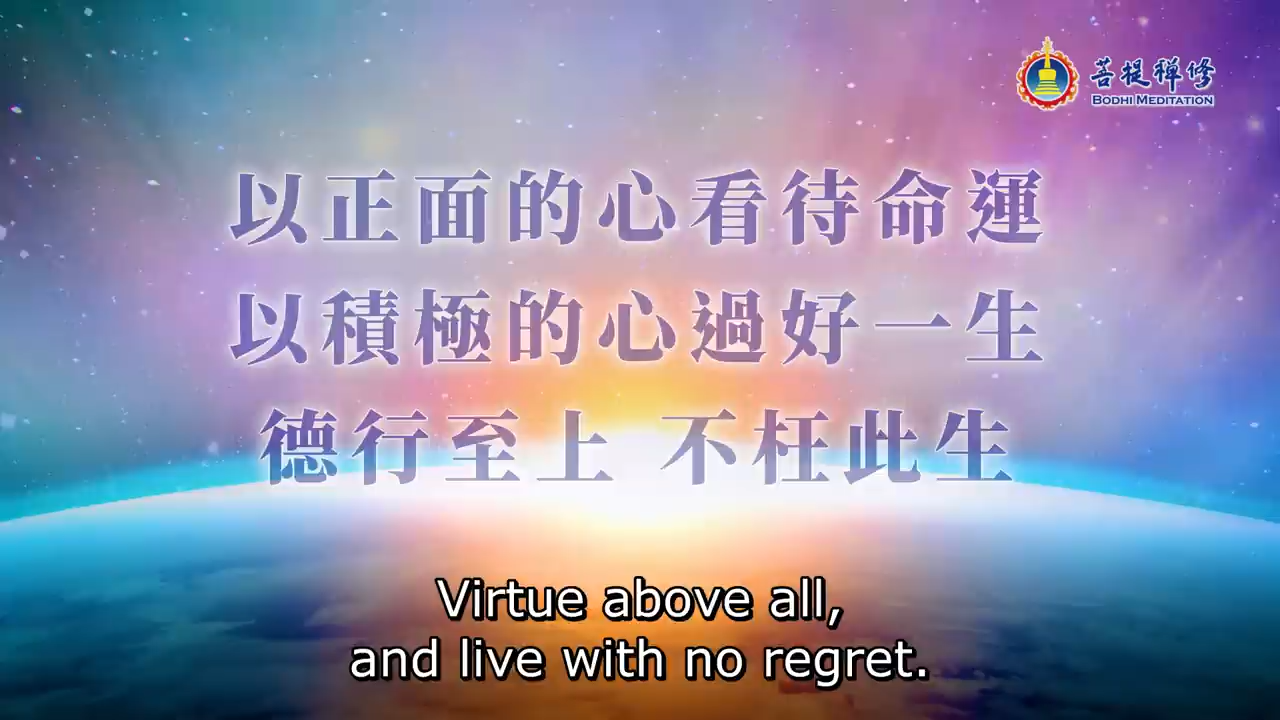 菩提禪修
BODHI MEDITATION
以正面的心看待命運
以積極的心過好一生
德行至上 不枉此生
Virtue above all,
and live with no regret.